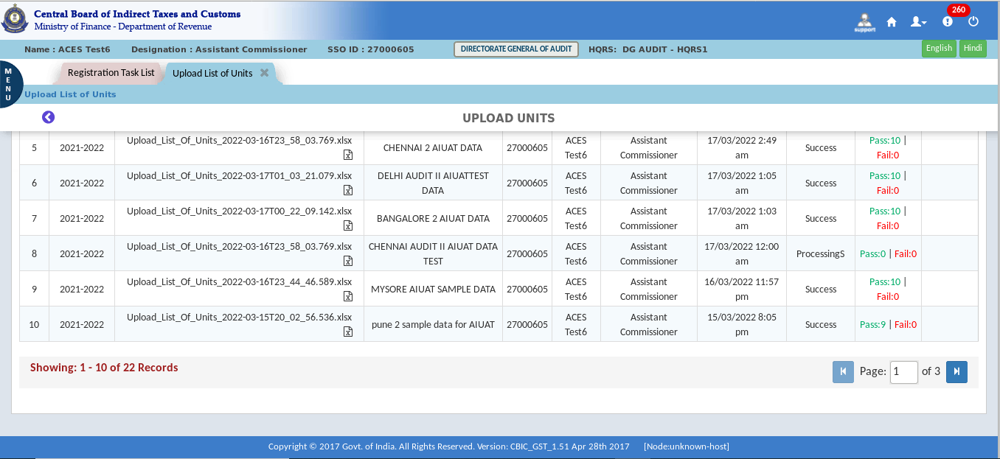 Central Board of Indirect Taxes and Customs
Ministry of Finance - Department of Revenue
support
260
Name : ACES Test6 Designation : Assistant Commissioner SSO ID : 27000605 DIRECTORATE GENERAL OF AUDIT HQRS: DG AUDIT - HQRS1 English Hindi
MENU
Registration Task List Upload List of Units
Upload List of Units
UPLOAD UNITS
5 2021-2022 Upload_List_Of_Units_2022-03-16T23_58_03.769.xlsx CHENNAI 2 AIUAT DATA 27000605 ACES Test6 Assistant Commissioner 17/03/2022 2:49 am Success Pass:10 | Fail:0
6 2021-2022 Upload_List_Of_Units_2022-03-17T01_03_21.079.xlsx DELHI AUDIT II AIUATTEST DATA 27000605 ACES Test6 Assistant Commissioner 17/03/2022 1:05 am Success Pass:10 | Fail:0
7 2021-2022 Upload_List_Of_Units_2022-03-17T00_22_09.142.xlsx BANGALORE 2 AIUAT DATA 27000605 ACES Test6 Assistant Commissioner 17/03/2022 1:03 am Success Pass:10 | Fail:0
8 2021-2022 Upload_List_Of_Units_2022-03-16T23_58_03.769.xlsx CHENNAI AUDIT II AIUAT DATA TEST 27000605 ACES Test6 Assistant Commissioner 17/03/2022 12:00 am ProcessingS Pass:0 | Fail:0
9 2021-2022 Upload_List_Of_Units_2022-03-16T23_44_46.589.xlsx MYSORE AIUAT SAMPLE DATA 27000605 ACES Test6 Assistant Commissioner 16/03/2022 11:57 pm Success Pass:10 | Fail:0
10 2021-2022 Upload_List_Of_Units_2022-03-15T20_02_56.536.xlsx pune 2 sample data for AIUAT 27000605 ACES Test6 Assistant Commissioner 15/03/2022 8:05 pm Success Pass:9 | Fail:0
Showing: 1 - 10 of 22 Records Page: 1 of 3
Copyright © 2017 Govt. of India. All Rights Reserved. Version: CBIC_GST_1.51 Apr 28th 2017 [Node:unknown-host]